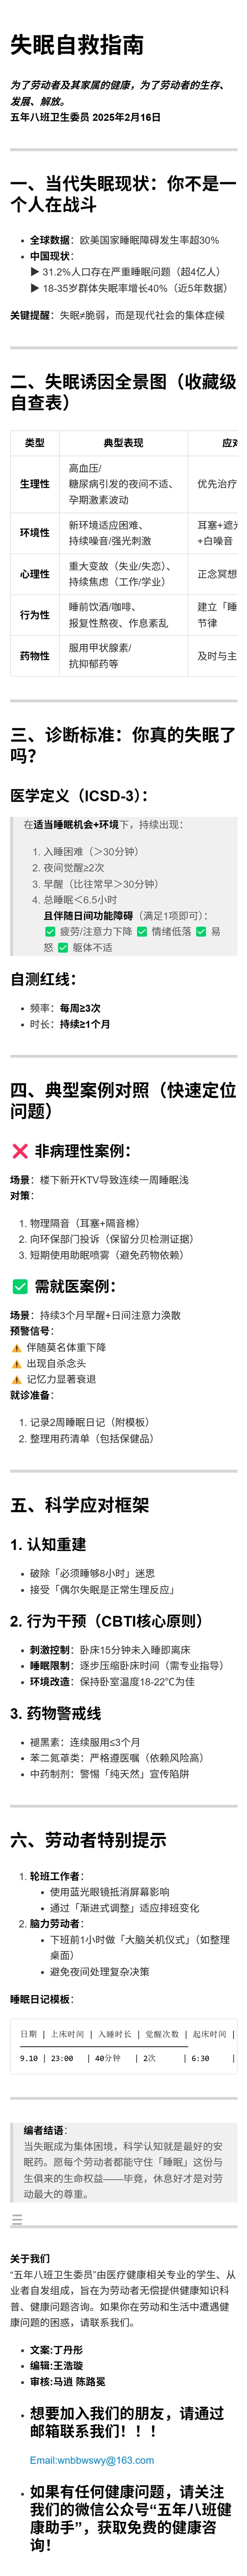 失眠自救指南
为了劳动者及其家属的健康，为了劳动者的生存、
发展、解放。
五年八班卫生委员 2025年2月16日
一、当代失眠现状：你不是一
个人在战斗
全球数据：欧美国家睡眠障碍发生率超30%
中国现状：
▶ 31.2%人口存在严重睡眠问题（超4亿人）
▶ 18-35岁群体失眠率增长40%（近5年数据）
关键提醒：失眠≠脆弱，而是现代社会的集体症候
二、失眠诱因全景图（收藏级
自查表）
类型 典型表现 应对
生理性 高血压/
糖尿病引发的夜间不适、
孕期激素波动 优先治疗
环境性 新环境适应困难、
持续噪音/强光刺激 耳塞+遮光
+白噪音
心理性 重大变故（失业/失恋）、
持续焦虑（工作/学业） 正念冥想
行为性 睡前饮酒/咖啡、
报复性熬夜、作息紊乱 建立「睡
节律
药物性 服用甲状腺素/
抗抑郁药等 及时与主
三、诊断标准：你真的失眠了
吗？
医学定义（ICSD-3）：
在适当睡眠机会+环境下，持续出现：
1. 入睡困难（＞30分钟）
2. 夜间觉醒≥2次
3. 早醒（比往常早＞30分钟）
4. 总睡眠＜6.5小时
且伴随日间功能障碍（满足1项即可）：
✅ 疲劳/注意力下降 ✅ 情绪低落 ✅ 易
怒 ✅ 躯体不适
自测红线：
频率：每周≥3次
时长：持续≥1个月
四、典型案例对照（快速定位
问题）
❌ 非病理性案例：
场景：楼下新开KTV导致连续一周睡眠浅
对策：
1. 物理隔音（耳塞+隔音棉）
2. 向环保部门投诉（保留分贝检测证据）
3. 短期使用助眠喷雾（避免药物依赖）
✅ 需就医案例：
场景：持续3个月早醒+日间注意力涣散
预警信号：
⚠️ 伴随莫名体重下降
⚠️ 出现自杀念头
⚠️ 记忆力显著衰退
就诊准备：
1. 记录2周睡眠日记（附模板）
2. 整理用药清单（包括保健品）
五、科学应对框架
1. 认知重建
破除「必须睡够8小时」迷思
接受「偶尔失眠是正常生理反应」
2. 行为干预（CBTI核心原则）
刺激控制：卧床15分钟未入睡即离床
睡眠限制：逐步压缩卧床时间（需专业指导）
环境改造：保持卧室温度18-22℃为佳
3. 药物警戒线
褪黑素：连续服用≤3个月
苯二氮䓬类：严格遵医嘱（依赖风险高）
中药制剂：警惕「纯天然」宣传陷阱
六、劳动者特别提示
1. 轮班工作者：
使用蓝光眼镜抵消屏幕影响
通过「渐进式调整」适应排班变化
2. 脑力劳动者：
下班前1小时做「大脑关机仪式」（如整理
桌面）
避免夜间处理复杂决策
睡眠日记模板：
日期 | 上床时间 | 入睡时长 | 觉醒次数 | 起床时间 |
9.10 | 23:00 | 40分钟 | 2次 | 6:30 |
编者结语：
当失眠成为集体困境，科学认知就是最好的安
眠药。愿每个劳动者都能守住「睡眠」这份与
生俱来的生命权益——毕竟，休息好才是对劳
动最大的尊重。
关于我们
“五年八班卫生委员”由医疗健康相关专业的学生、从
业者自发组成，旨在为劳动者无偿提供健康知识科
普、健康问题咨询。如果你在劳动和生活中遭遇健
康问题的困惑，请联系我们。
文案:丁丹彤
编辑:王浩璇
审核:马逍 陈路冕
想要加入我们的朋友，请通过
邮箱联系我们！！！
Email:wnbbwswy@163.com
如果有任何健康问题，请关注
我们的微信公众号“五年八班健
康助手”，获取免费的健康咨
询！